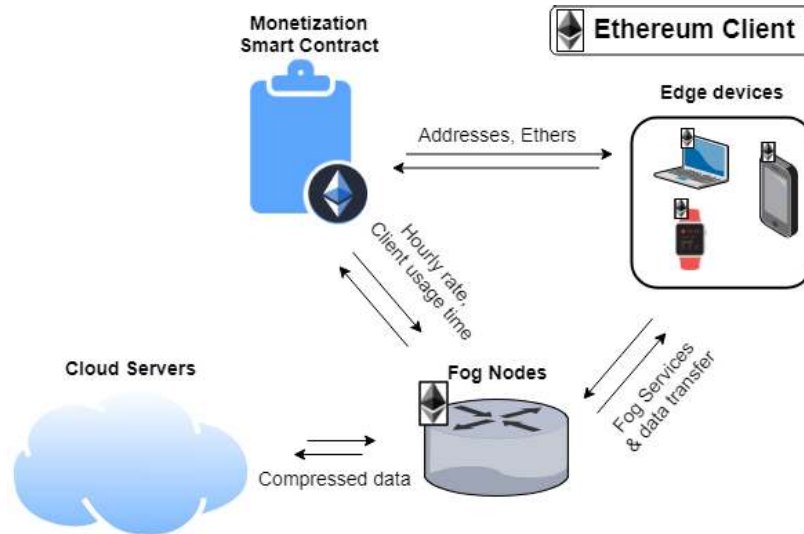 Monetization
Smart Contract
Ethereum Client
Edge devices
Addresses, Ethers
Hourly rate,
Client usage time
Cloud Servers
Fog Nodes
Fog Services
& data transfer
Compressed data